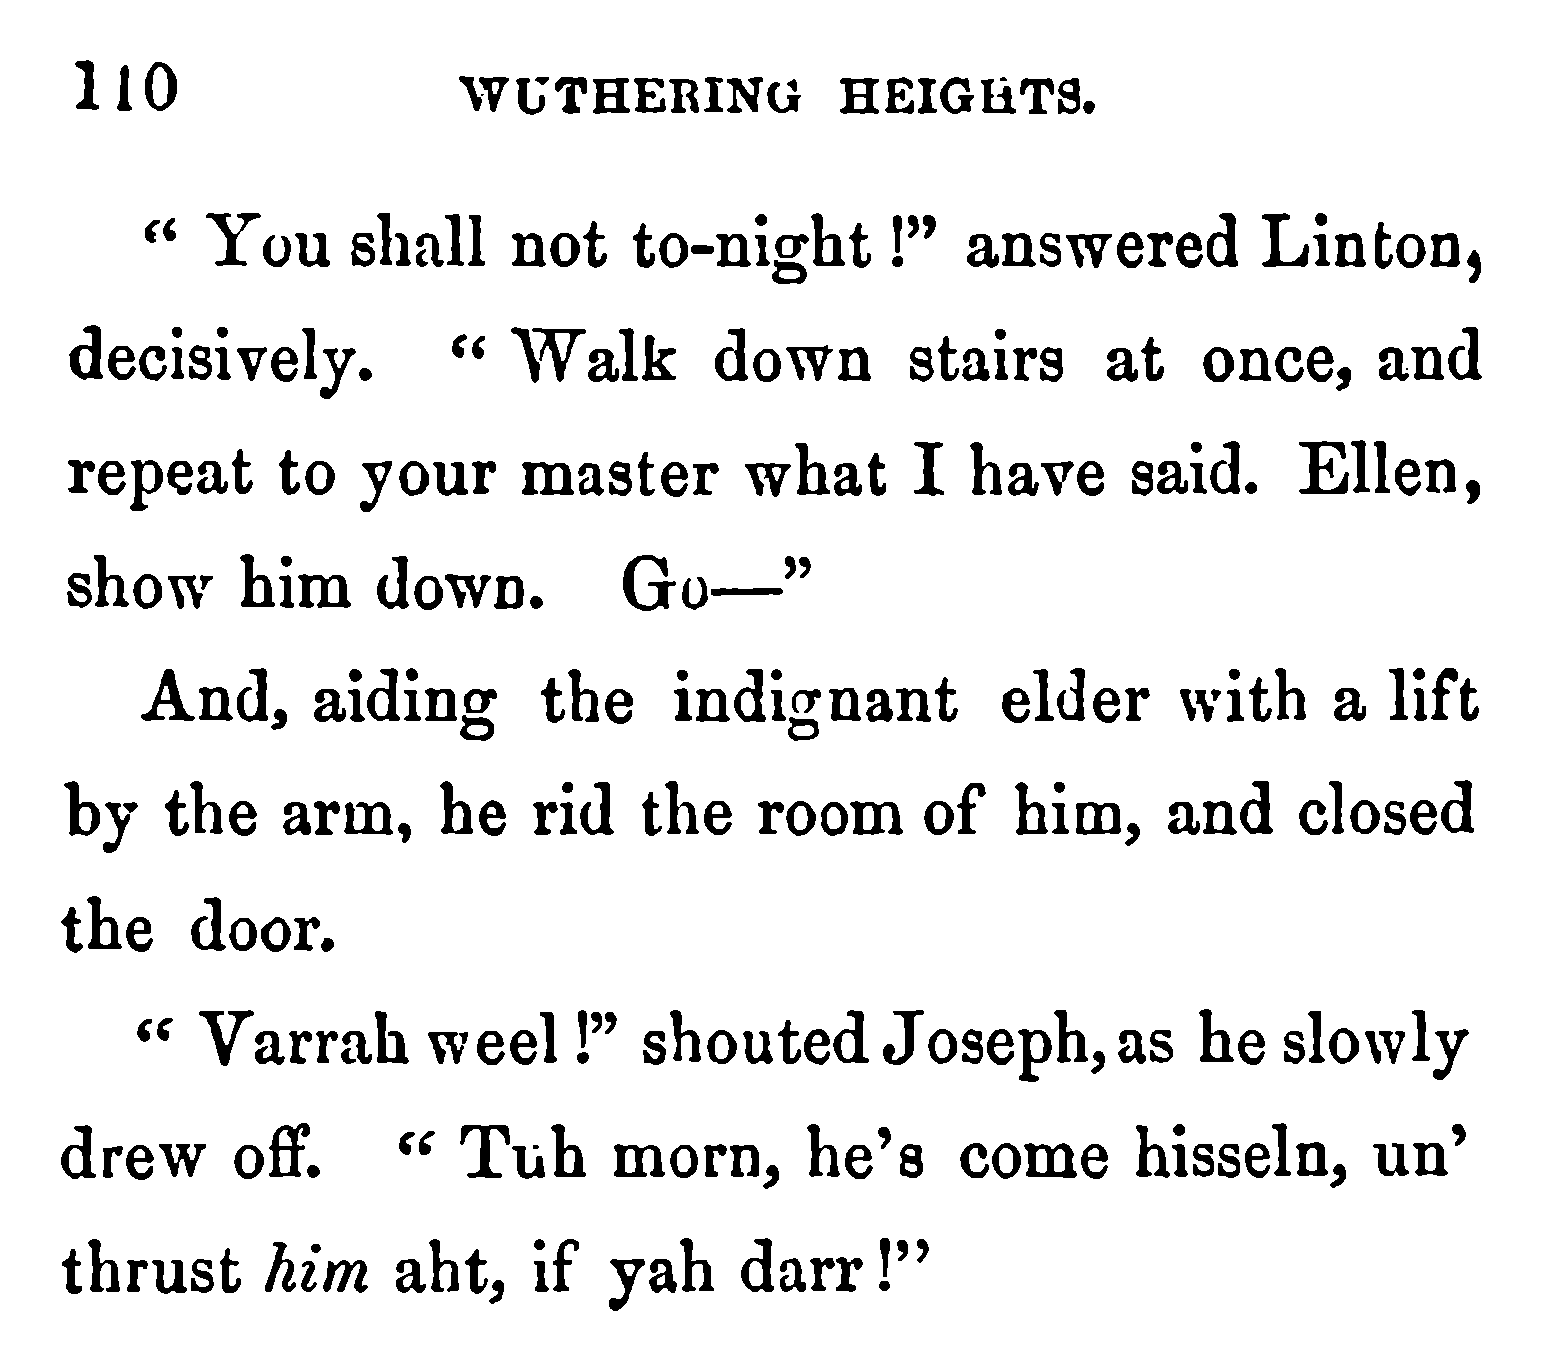 110 WUTHERING HEIGHTS.
“ You shall not to-night !” answered Linton,
decisively. “ Walk down stairs at once, and
repeat to your master what I have said. Ellen,
show him down. Go—”
And, aiding the indignant elder with a lift
by the arm, he rid the room of him, and closed
the door.
“ Varrah weel !” shouted Joseph, as he slowly
drew off. “ Tuh morn, he’s come hisseln, un’
thrust him aht, if yah darr !”